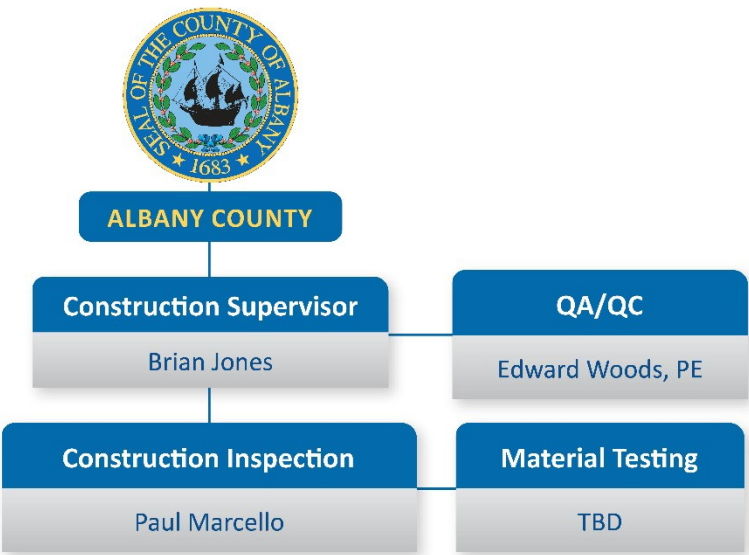 SEAL OF THE COUNTY OF ALBANY
1683
ALBANY COUNTY
Construction Supervisor
Brian Jones
QA/QC
Edward Woods, PE
Construction Inspection
Paul Marcello
Material Testing
TBD